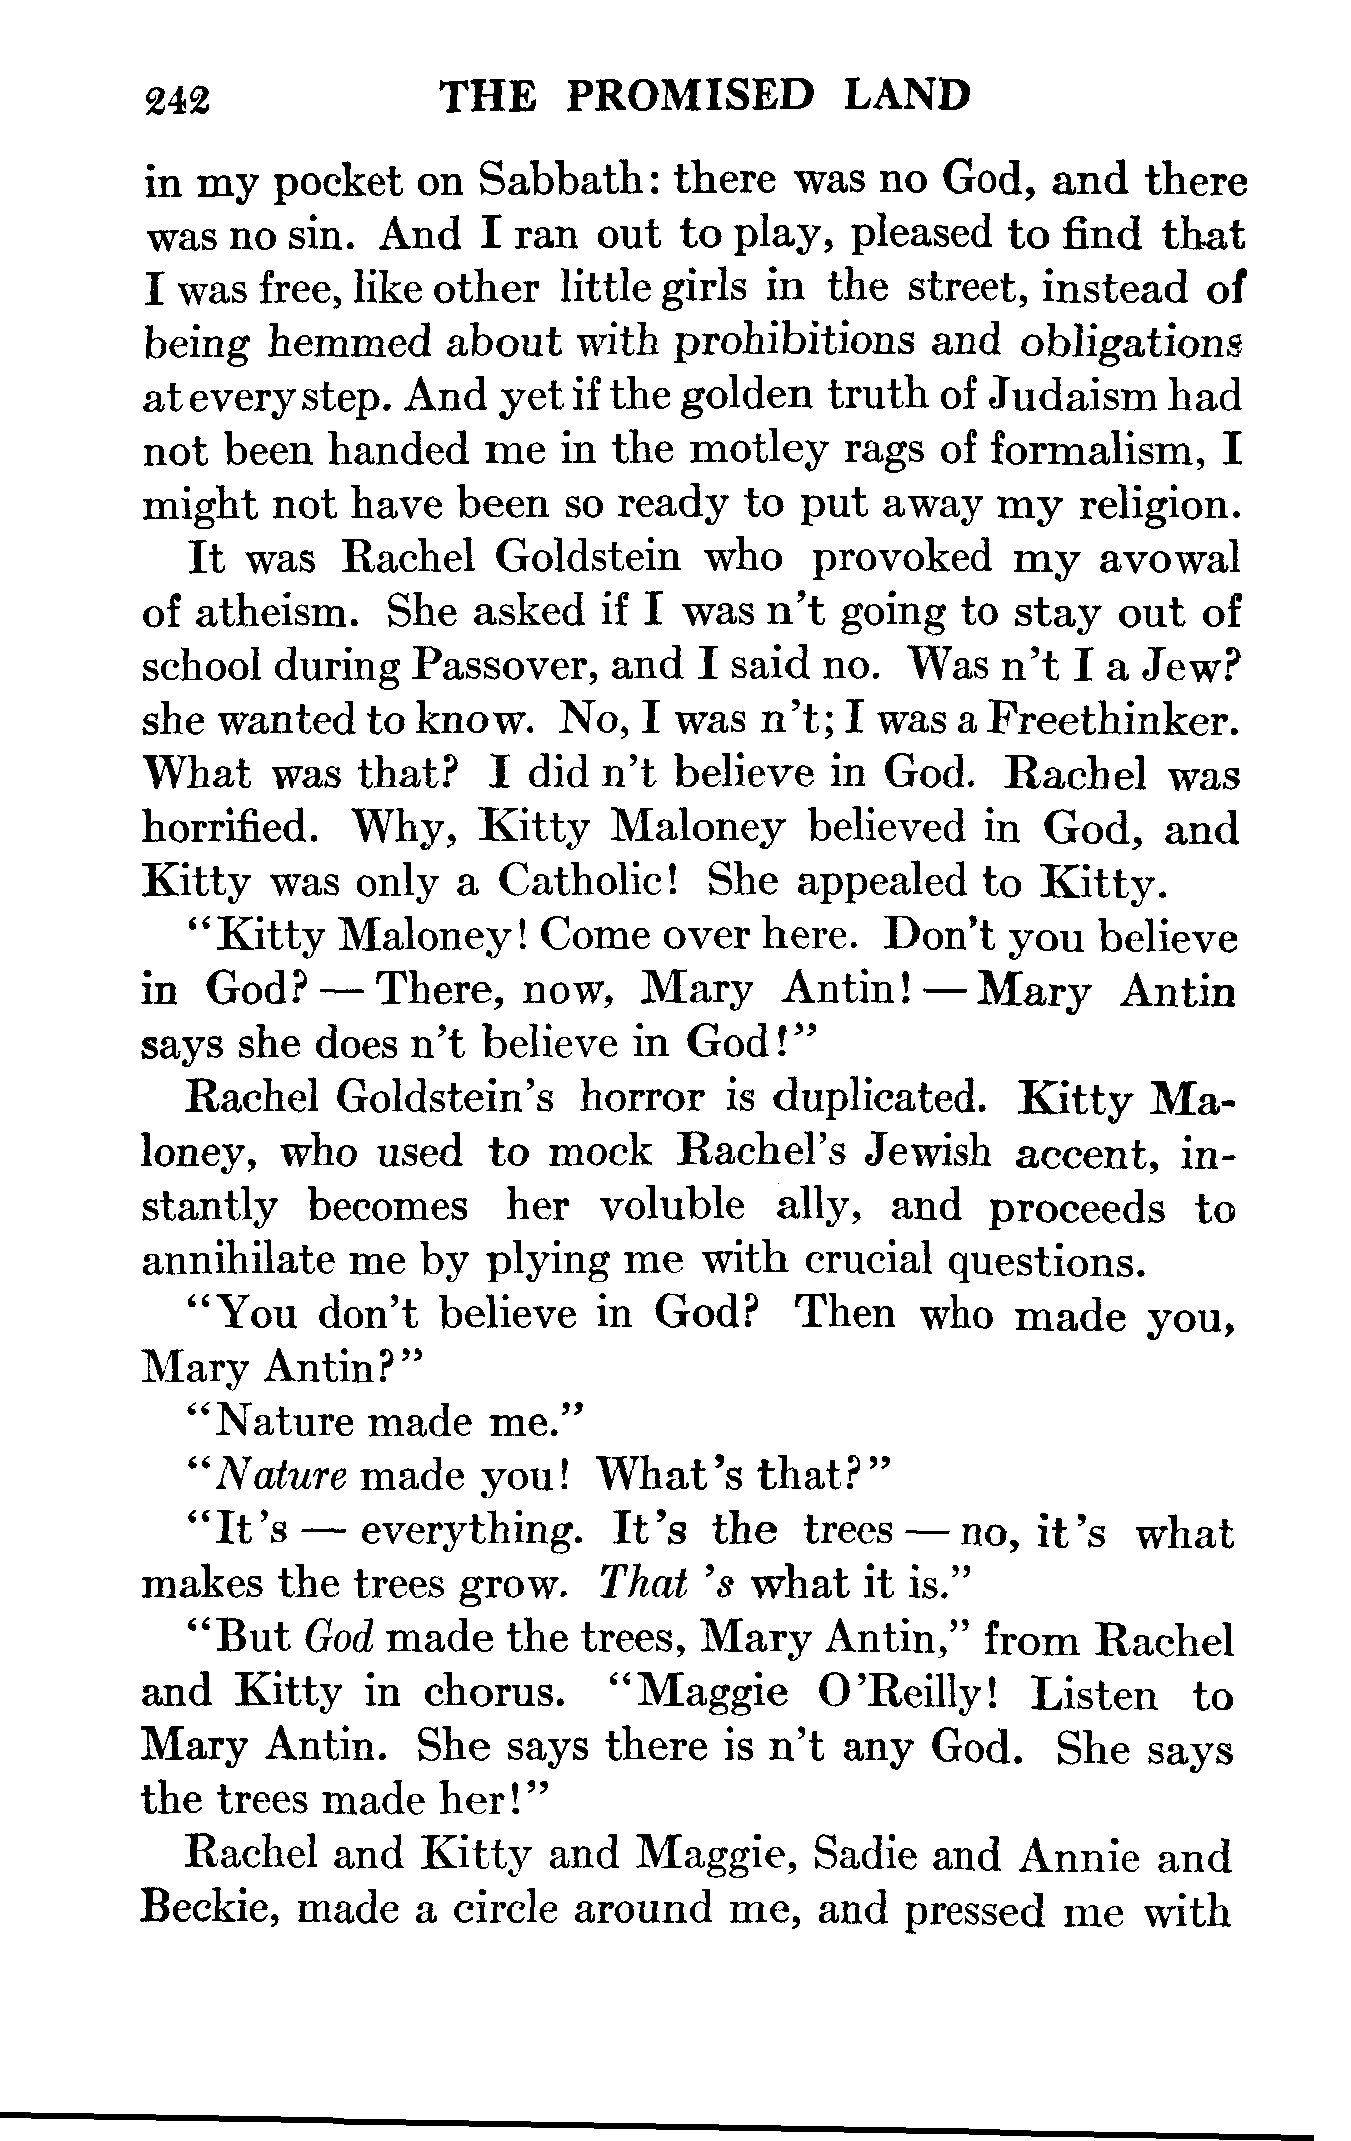 242 THE PROMISED LAND
in my pocket on Sabbath: there was no God, and there
was no sin. And I ran out to play, pleased to find that
I was free, like other little girls in the street, instead of
being hemmed about with prohibitions and obligations
at every step. And yet if the golden truth of Judaism had
not been handed me in the motley rags of formalism, I
might not have been so ready to put away my religion.
It was Rachel Goldstein who provoked my avowal
of atheism. She asked if I was n't going to stay out of
school during Passover, and I said no. Was n't I a Jew?
she wanted to know. No, I was n't; I was a Freethinker.
What was that? I did n't believe in God. Rachel was
horrified. Why, Kitty Maloney believed in God, and
Kitty was only a Catholic! She appealed to Kitty.
"Kitty Maloney! Come over here. Don't you believe
in God? — There, now, Mary Antin! — Mary Antin
says she does n't believe in God!"
Rachel Goldstein's horror is duplicated. Kitty Ma-
loney, who used to mock Rachel's Jewish accent, in-
stantly becomes her voluble ally, and proceeds to
annihilate me by plying me with crucial questions.
"You don't believe in God? Then who made you,
Mary Antin?"
"Nature made me."
"Nature made you! What 's that?"
"It 's — everything. It 's the trees — no, it 's what
makes the trees grow. That 's what it is."
"But God made the trees, Mary Antin," from Rachel
and Kitty in chorus. "Maggie O'Reilly! Listen to
Mary Antin. She says there is n't any God. She says
the trees made her!"
Rachel and Kitty and Maggie, Sadie and Annie and
Beckie, made a circle around me, and pressed me with